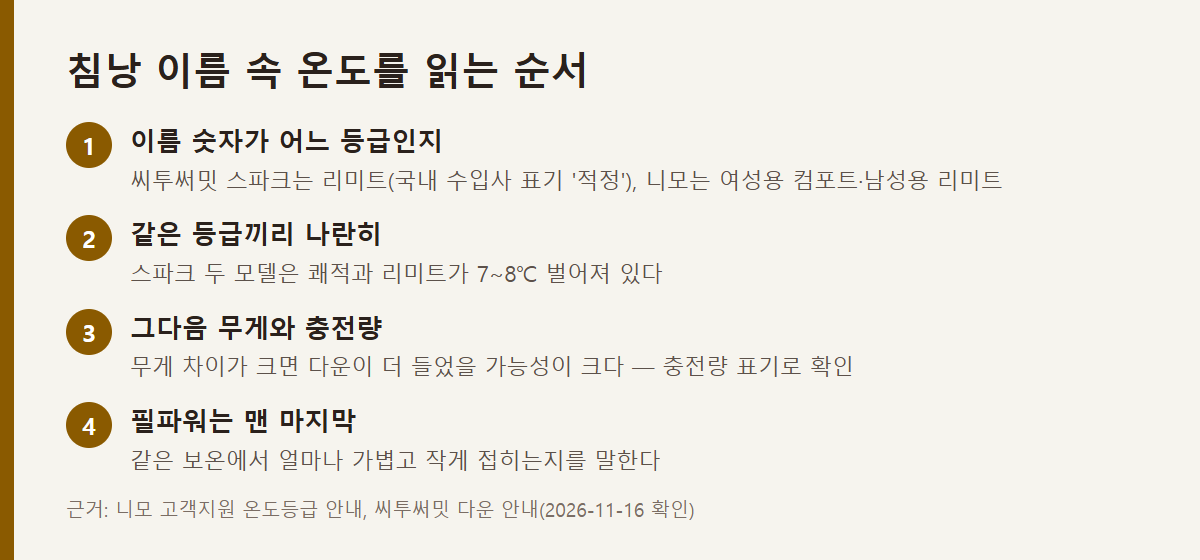 침낭 이름 속 온도를 읽는 순서
1 이름 숫자가 어느 등급인지
씨투써밋 스파크는 리미트(국내 수입사 표기 '적정'), 니모는 여성용 컴포트·남성용 리미트
2 같은 등급끼리 나란히
스파크 두 모델은 쾌적과 리미트가 7~8℃ 벌어져 있다
3 그다음 무게와 충전량
무게 차이가 크면 다운이 더 들었을 가능성이 크다 — 충전량 표기로 확인
4 필파워는 맨 마지막
같은 보온에서 얼마나 가볍고 작게 접히는지를 말한다
근거: 니모 고객지원 온도등급 안내, 씨투써밋 다운 안내(2026-11-16 확인)